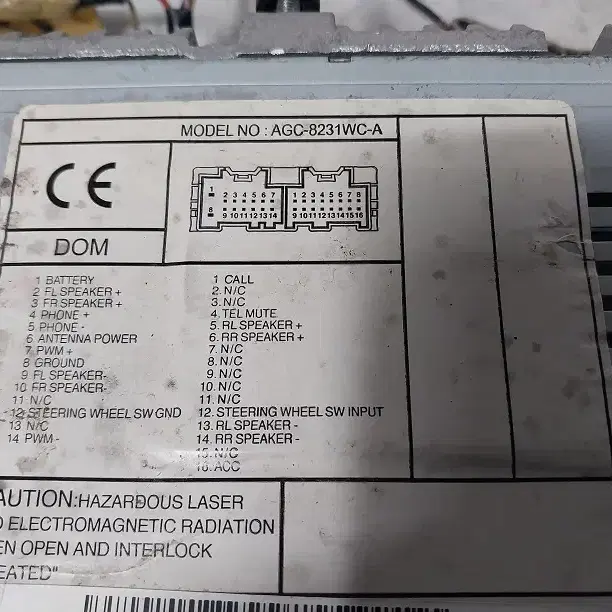 MODEL NO : AGC-8231WC-A
CE
1 2 3 4 5 6 7 1 2 3 4 5 6 7 8
8 9 10 11 12 13 14 9 10 11 12 13 14 15 16
DOM
1 BATTERY
2 FL SPEAKER +
3 FR SPEAKER +
4 PHONE +
5 PHONE -
6 ANTENNA POWER
7 PWM +
8 GROUND
9 FL SPEAKER-
10 FR SPEAKER-
11 N/C
12 STEERING WHEEL SW GND
13 N/C
14 PWM -
1 CALL
2. N/C
3. N/C
4. TEL MUTE
5. RL SPEAKER +
6. RR SPEAKER +
7. N/C
8. N/C
9. N/C
10. N/C
11. N/C
12. STEERING WHEEL SW INPUT
13. RL SPEAKER -
14. RR SPEAKER -
15. N/C
16. ACC
AUTION: HAZARDOUS LASER
D ELECTROMAGNETIC RADIATION
EN OPEN AND INTERLOCK
EATED"